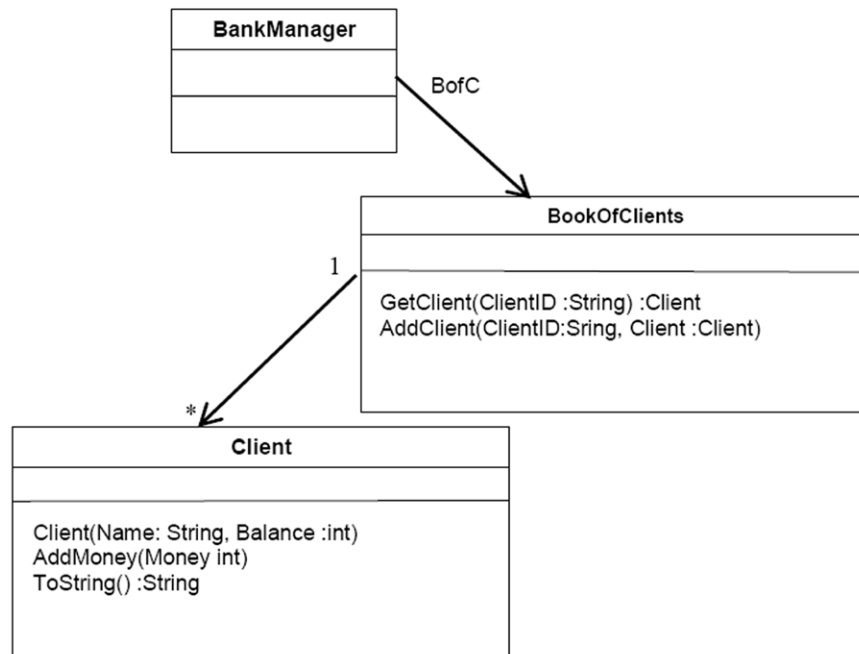 BankManager
BofC
BookOfClients
1
GetClient(ClientID :String) :Client
AddClient(ClientID:Sring, Client :Client)
*
Client
Client(Name: String, Balance :int)
AddMoney(Money int)
ToString() :String